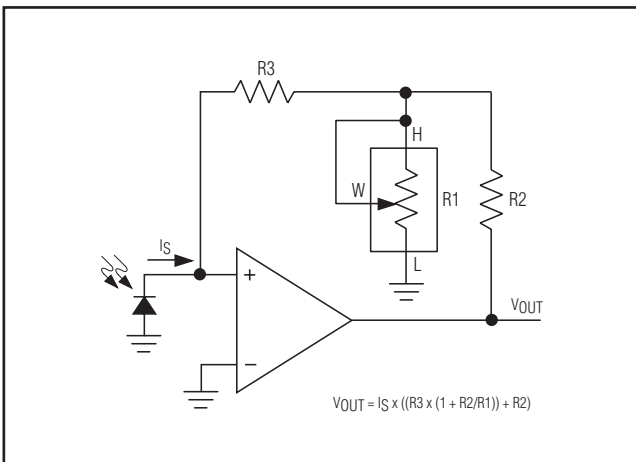 R3
H
W
R1
R2
L
IS
+
−
VOUT
VOUT = IS x ((R3 x (1 + R2/R1)) + R2)